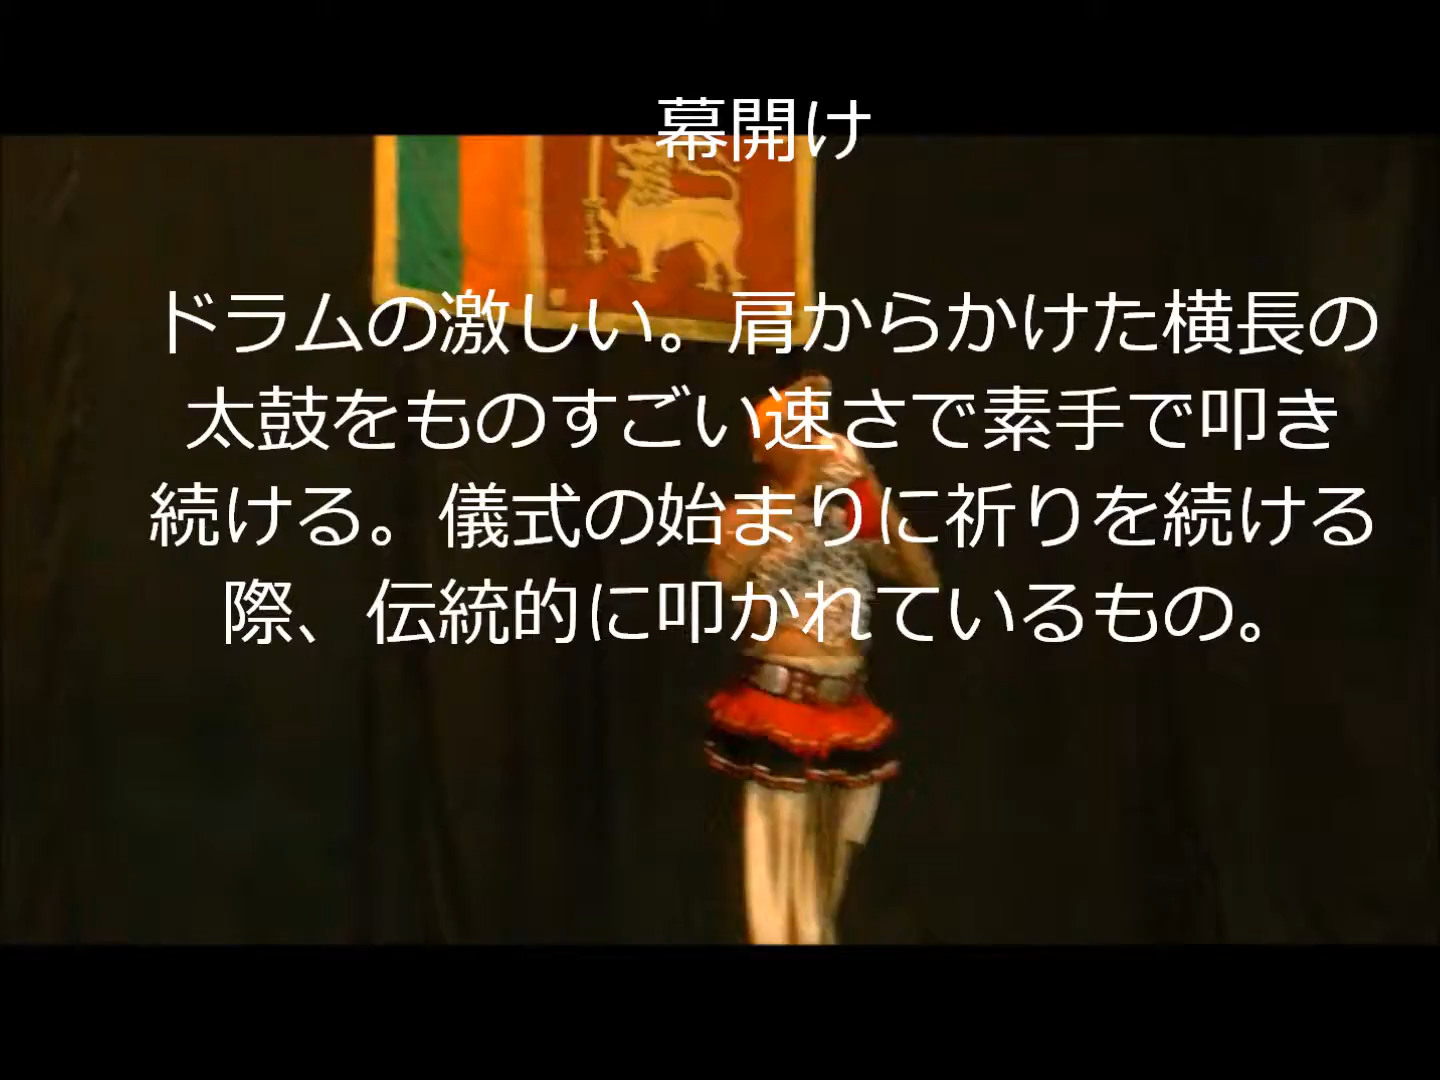 幕開け
ドラムの激しい。肩からかけた横長の
太鼓をものすごい速さで素手で叩き
続ける。儀式の始まりに祈りを続ける
際、伝統的に叩かれているもの。